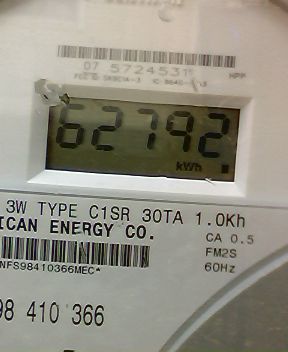 07 5724531
HPP
62792
kWh
3W TYPE C1SR 30TA 1.0Kh
ICAN ENERGY CO.
CA 0.5
FM2S
60Hz
NFS98410366MEC*
98 410 366